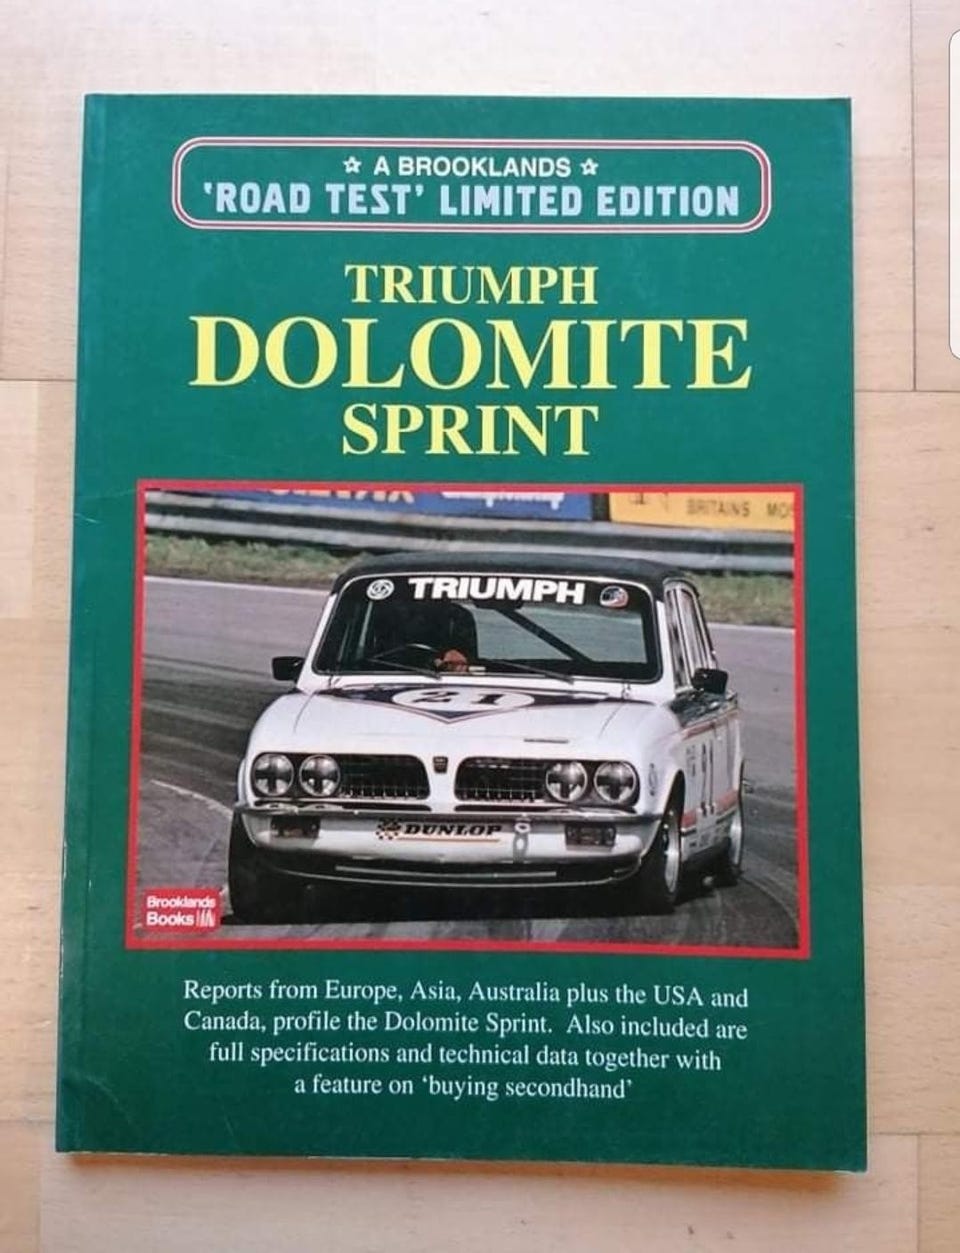 ☆ A BROOKLANDS ☆
'ROAD TEST' LIMITED EDITION
TRIUMPH
DOLOMITE
SPRINT
BRITAINS MOS
TRIUMPH
21
DUNLOP
Brooklands
Books
Reports from Europe, Asia, Australia plus the USA and
Canada, profile the Dolomite Sprint. Also included are
full specifications and technical data together with
a feature on 'buying secondhand'